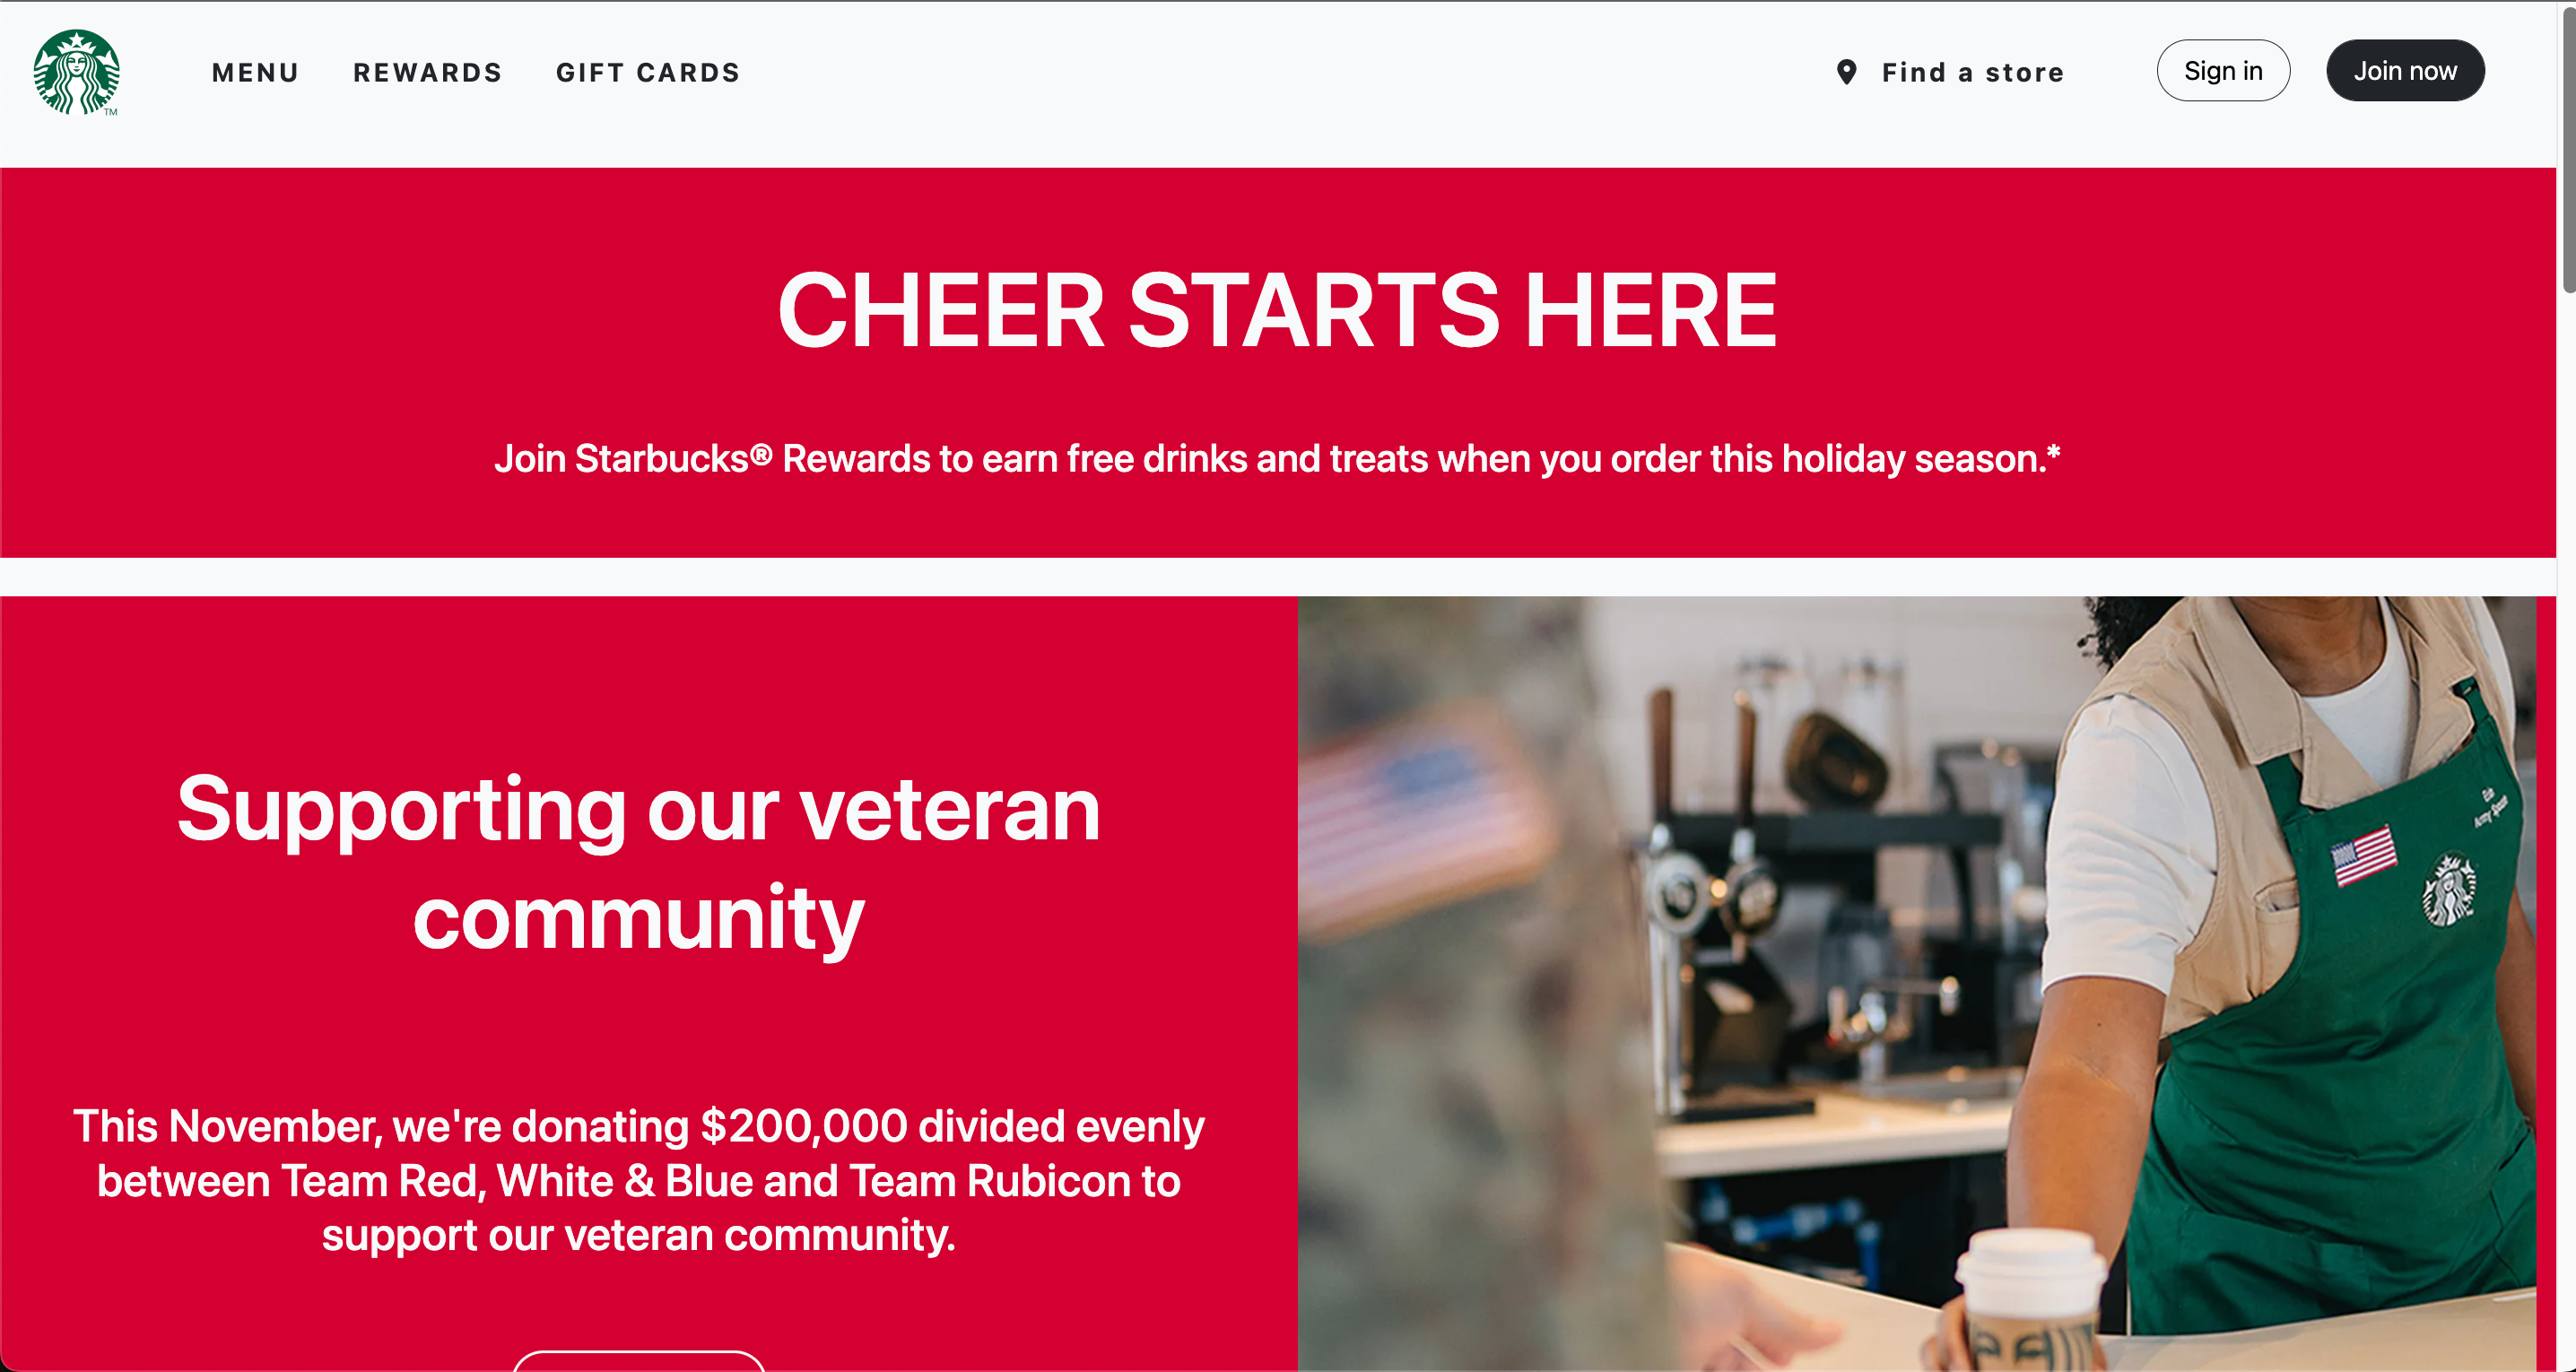 MENU REWARDS GIFT CARDS Find a store Sign in Join now
TM
CHEER STARTS HERE
Join Starbucks® Rewards to earn free drinks and treats when you order this holiday season.*
Supporting our veteran
community
This November, we're donating $200,000 divided evenly
between Team Red, White & Blue and Team Rubicon to
support our veteran community.